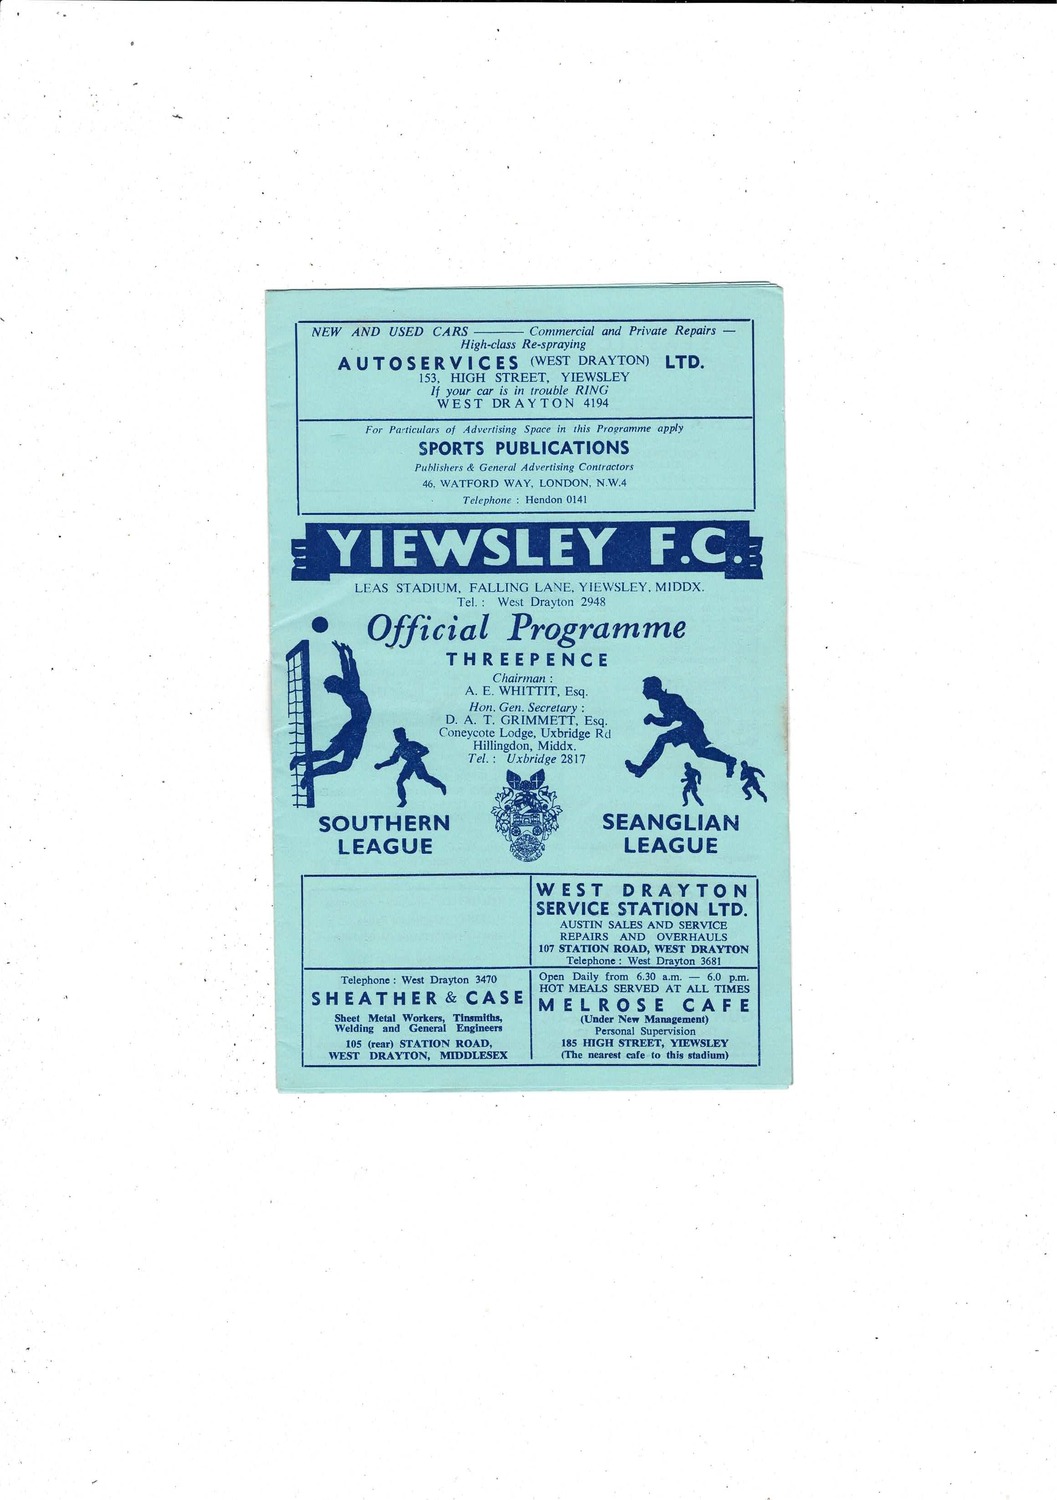 NEW AND USED CARS ——— Commercial and Private Repairs —
High-class Re-spraying
AUTOSERVICES (WEST DRAYTON) LTD.
153, HIGH STREET, YIEWSLEY
If your car is in trouble RING
WEST DRAYTON 4194
For Particulars of Advertising Space in this Programme apply
SPORTS PUBLICATIONS
Publishers & General Advertising Contractors
46, WATFORD WAY, LONDON, N.W.4
Telephone : Hendon 0141
YIEWSLEY F.C.
LEAS STADIUM, FALLING LANE, YIEWSLEY, MIDDX.
Tel. : West Drayton 2948
Official Programme
THREEPENCE
Chairman :
A. E. WHITTIT, Esq.
Hon. Gen. Secretary :
D. A. T. GRIMMETT, Esq.
Coneycote Lodge, Uxbridge Rd
Hillingdon, Middx.
Tel. : Uxbridge 2817
SOUTHERN
LEAGUE
SEANGLIAN
LEAGUE
WEST DRAYTON
SERVICE STATION LTD.
AUSTIN SALES AND SERVICE
REPAIRS AND OVERHAULS
107 STATION ROAD, WEST DRAYTON
Telephone : West Drayton 3681
Telephone : West Drayton 3470
SHEATHER & CASE
Sheet Metal Workers, Tinsmiths,
Welding and General Engineers
105 (rear) STATION ROAD,
WEST DRAYTON, MIDDLESEX
Open Daily from 6.30 a.m. — 6.0 p.m.
HOT MEALS SERVED AT ALL TIMES
MELROSE CAFE
(Under New Management)
Personal Supervision
185 HIGH STREET, YIEWSLEY
(The nearest cafe to this stadium)